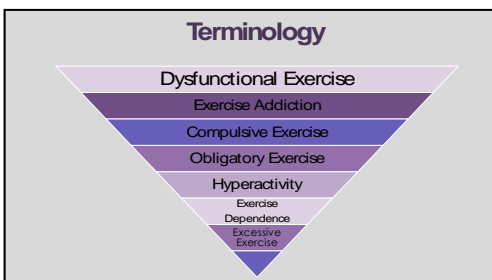 Terminology
Dysfunctional Exercise
Exercise Addiction
Compulsive Exercise
Obligatory Exercise
Hyperactivity
Exercise
Dependence
Excessive
Exercise